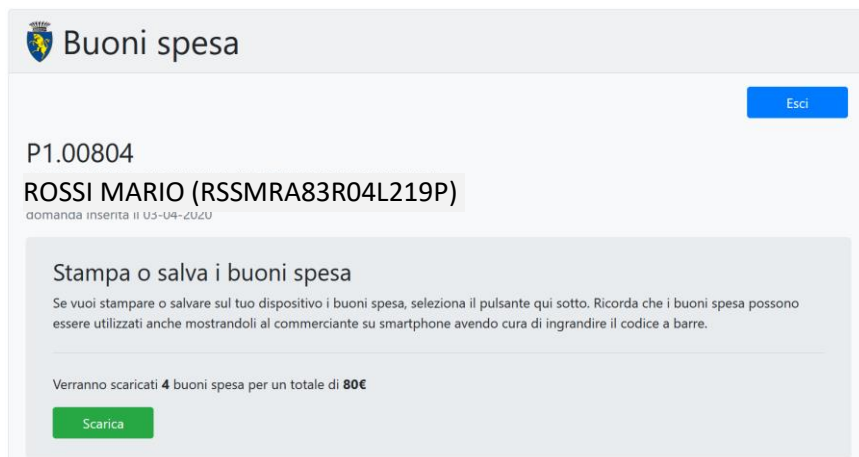 Buoni spesa
Esci
P1.00804
ROSSI MARIO (RSSMRA83R04L219P)
domanda inserita il 03-04-2020
Stampa o salva i buoni spesa
Se vuoi stampare o salvare sul tuo dispositivo i buoni spesa, seleziona il pulsante qui sotto. Ricorda che i buoni spesa possono
essere utilizzati anche mostrandoli al commerciante su smartphone avendo cura di ingrandire il codice a barre.
Verranno scaricati 4 buoni spesa per un totale di 80€
Scarica